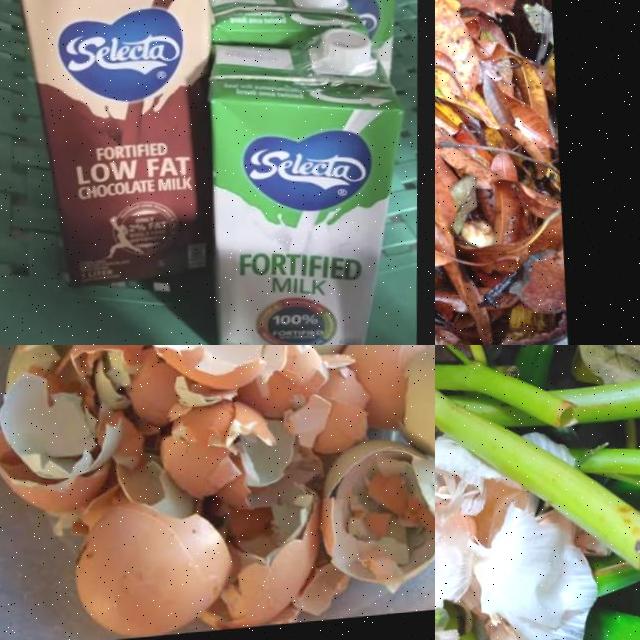 Selecta
FORTIFIED
LOW FAT
CHOCOLATE MILK
Selecta
FORTIFIED
MILK
100%